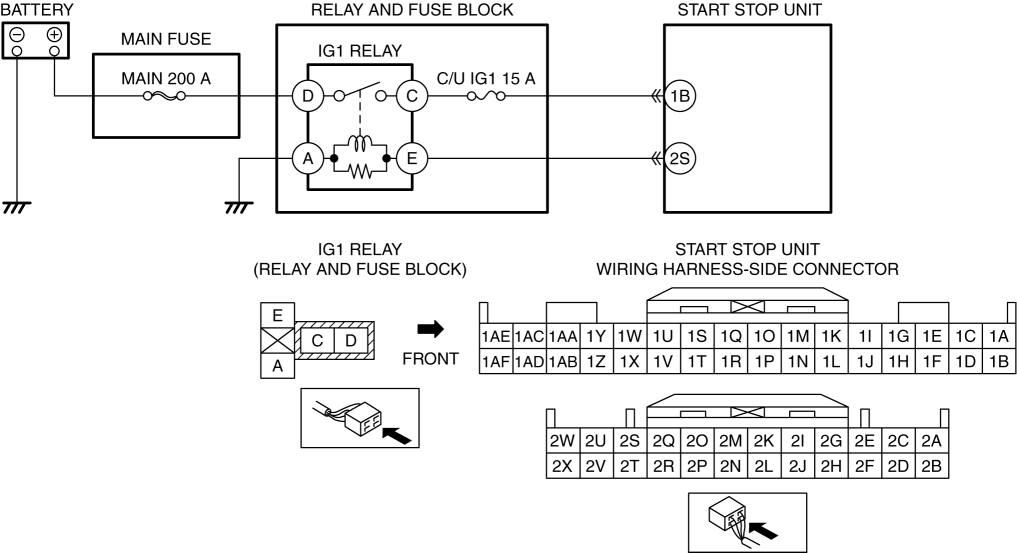 BATTERY
RELAY AND FUSE BLOCK
START STOP UNIT
MAIN FUSE
IG1 RELAY
MAIN 200 A
C/U IG1 15 A
D
C
1B
A
E
2S
IG1 RELAY
(RELAY AND FUSE BLOCK)
START STOP UNIT
WIRING HARNESS-SIDE CONNECTOR
E
C D
A
FRONT
1AE 1AC 1AA 1Y 1W 1U 1S 1Q 1O 1M 1K 1I 1G 1E 1C 1A
1AF 1AD 1AB 1Z 1X 1V 1T 1R 1P 1N 1L 1J 1H 1F 1D 1B
2W 2U 2S 2Q 2O 2M 2K 2I 2G 2E 2C 2A
2X 2V 2T 2R 2P 2N 2L 2J 2H 2F 2D 2B